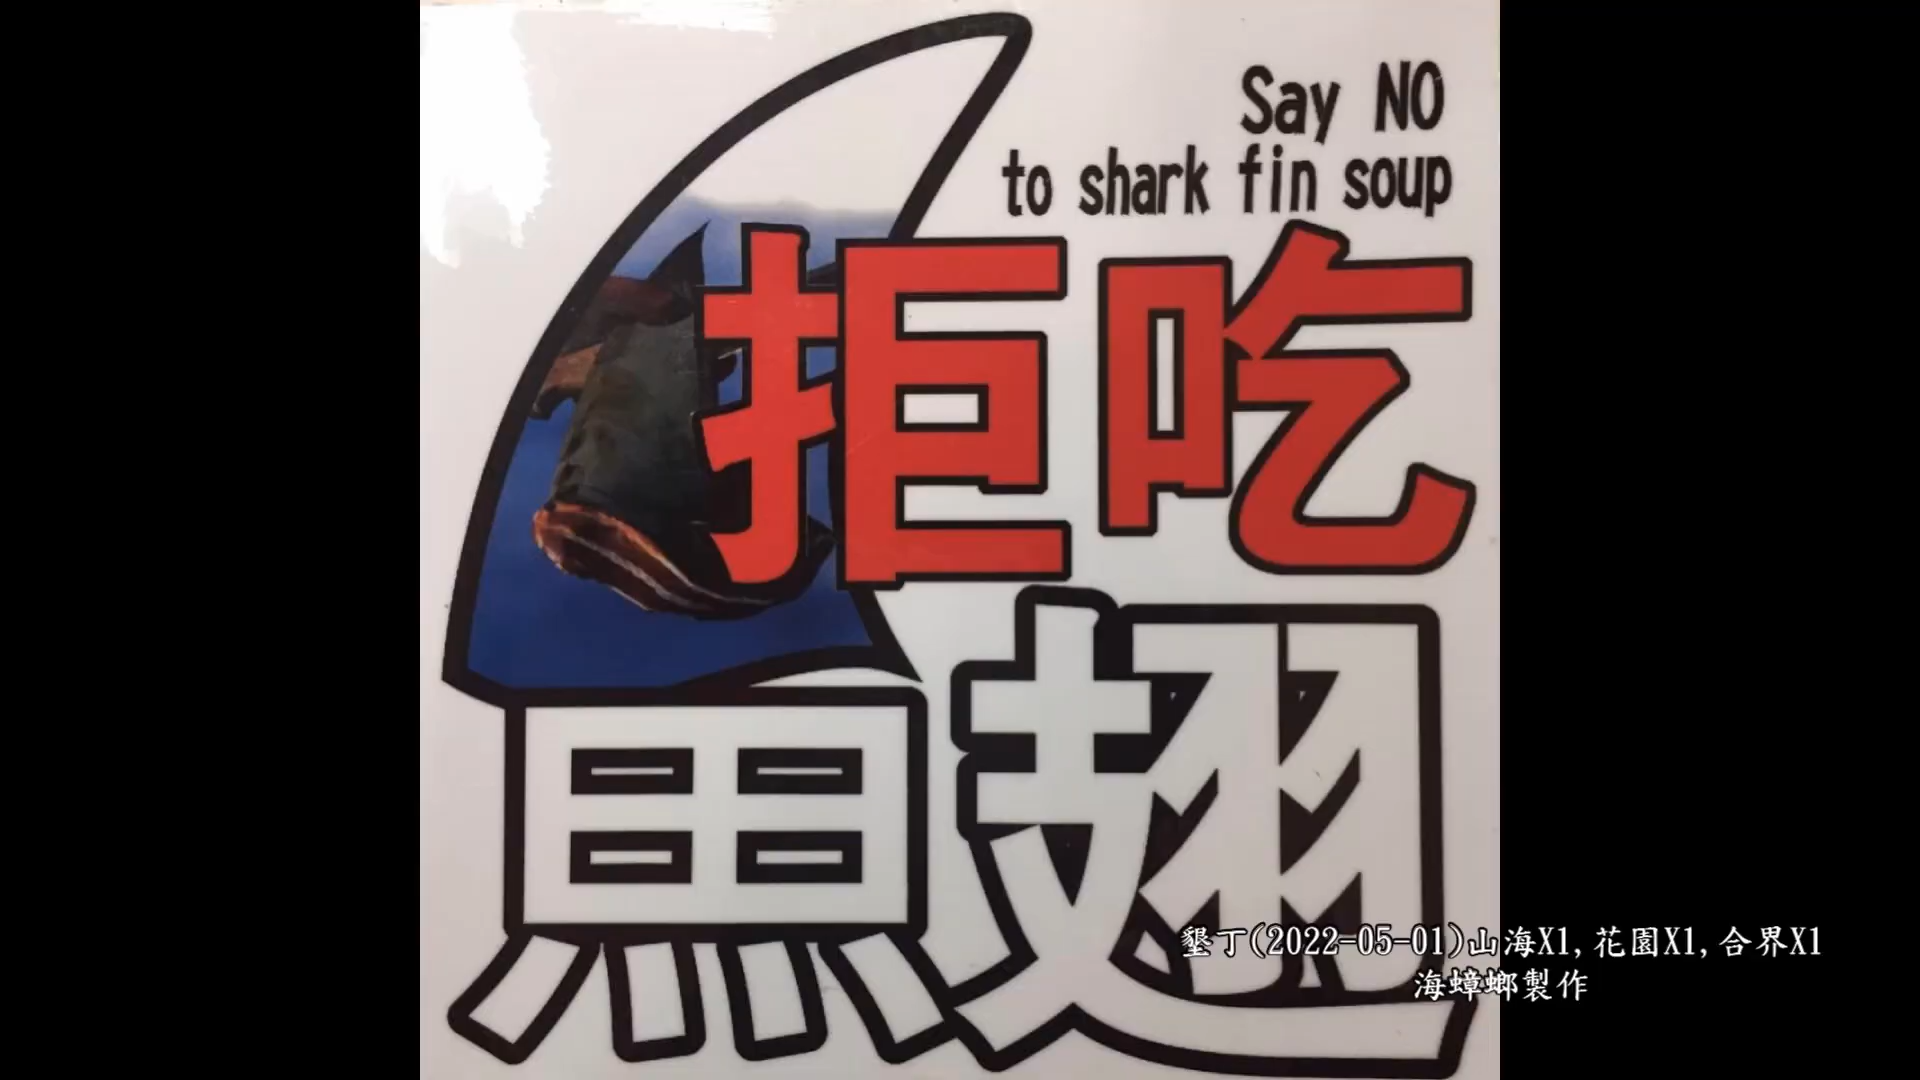 Say NO
to shark fin soup
拒吃
魚翅
墾丁(2022-05-01)山海X1,花園X1,合界X1
海蟑螂製作